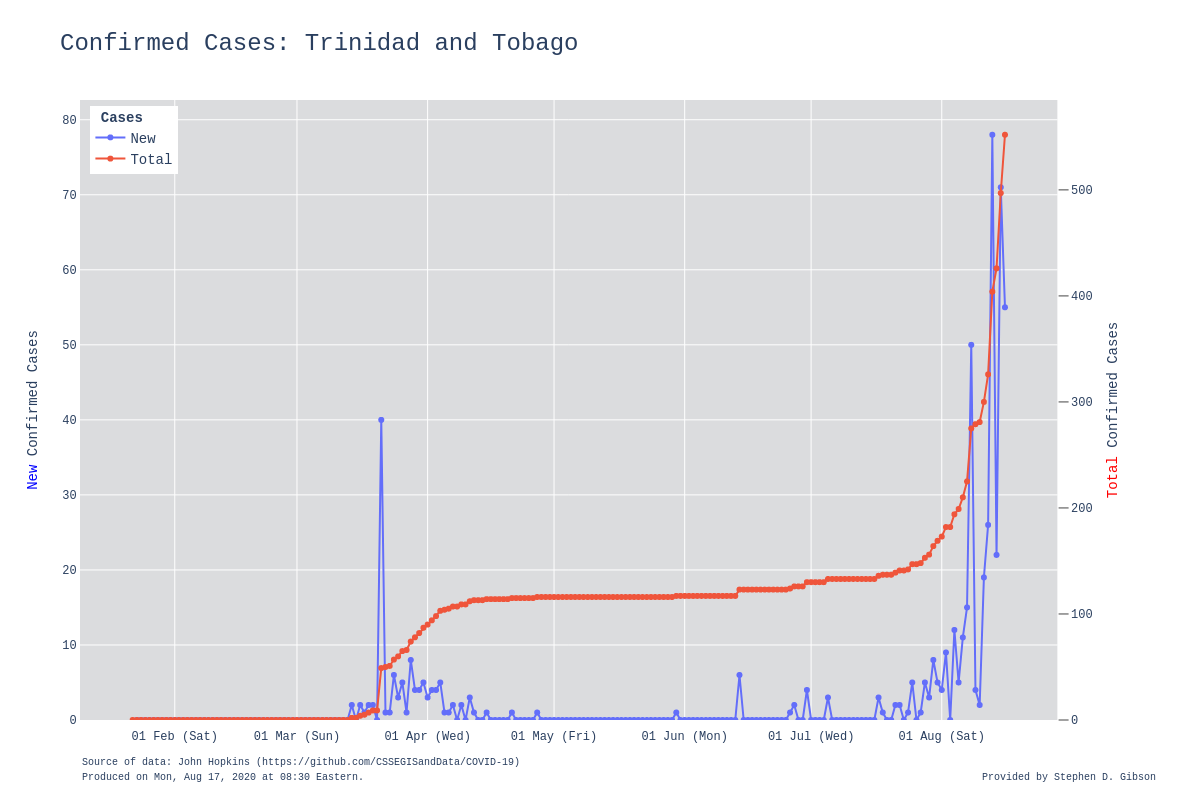 Confirmed Cases: Trinidad and Tobago
Cases
New
Total
80
70
60
50
40
30
20
10
0
New Confirmed Cases
500
400
300
200
100
0
Total Confirmed Cases
01 Feb (Sat) 01 Mar (Sun) 01 Apr (Wed) 01 May (Fri) 01 Jun (Mon) 01 Jul (Wed) 01 Aug (Sat)
Source of data: John Hopkins (https://github.com/CSSEGISandData/COVID-19)
Produced on Mon, Aug 17, 2020 at 08:30 Eastern.
Provided by Stephen D. Gibson